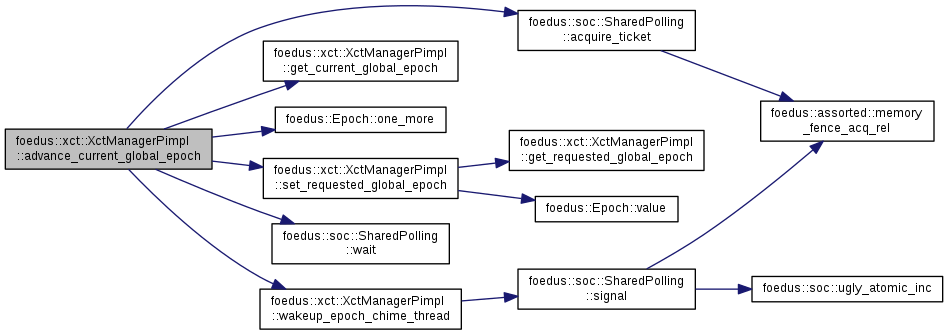 foedus::xct::XctManagerPimpl
::advance_current_global_epoch
foedus::soc::SharedPolling
::acquire_ticket
foedus::xct::XctManagerPimpl
::get_current_global_epoch
foedus::Epoch::one_more
foedus::xct::XctManagerPimpl
::set_requested_global_epoch
foedus::soc::SharedPolling
::wait
foedus::xct::XctManagerPimpl
::wakeup_epoch_chime_thread
foedus::xct::XctManagerPimpl
::get_requested_global_epoch
foedus::Epoch::value
foedus::soc::SharedPolling
::signal
foedus::assorted::memory
_fence_acq_rel
foedus::soc::ugly_atomic_inc